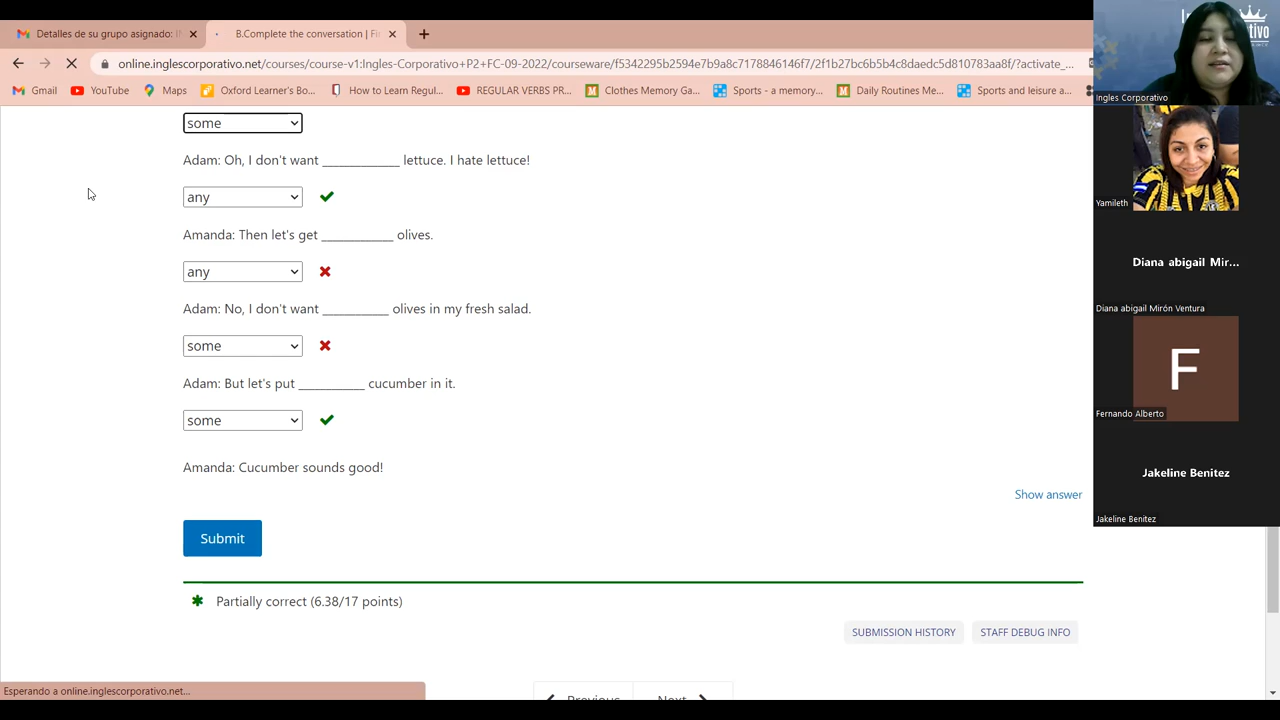 Detalles de su grupo asignado: I
B.Complete the conversation | Fi
online.inglescorporativo.net/courses/course-v1:Ingles-Corporativo+P2+FC-09-2022/courseware/f5342295b2594e7b9a8c7178846146f7/2f1b27bc6b5b4c8daedc5d810783aa8f/?activate_...
Gmail
YouTube
Maps
Oxford Learner's Bo...
How to Learn Regul...
REGULAR VERBS PR...
Clothes Memory Ga...
Sports - a memory...
Daily Routines Me...
Sports and leisure a
some
Adam: Oh, I don't want _____________ lettuce. I hate lettuce!
any
Amanda: Then let's get ____________ olives.
any
Adam: No, I don't want ___________ olives in my fresh salad.
some
Adam: But let's put ___________ cucumber in it.
some
Amanda: Cucumber sounds good!
Show answer
Submit
Partially correct (6.38/17 points)
SUBMISSION HISTORY
STAFF DEBUG INFO
Previous
Next
Esperando a online.inglescorporativo.net...
Ingles Corporativo
Yamileth
Diana abigail Mir...
Diana abigail Mirón Ventura
F
Fernando Alberto
Jakeline Benitez
Jakeline Benitez